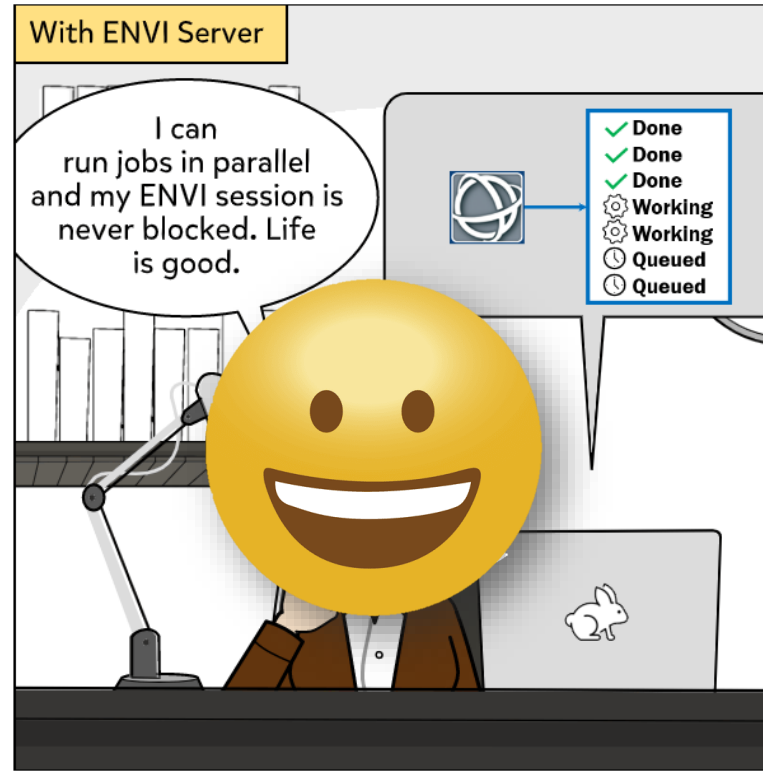 With ENVI Server
I can
run jobs in parallel
and my ENVI session is
never blocked. Life
is good.
Done
Done
Done
Working
Working
Queued
Queued